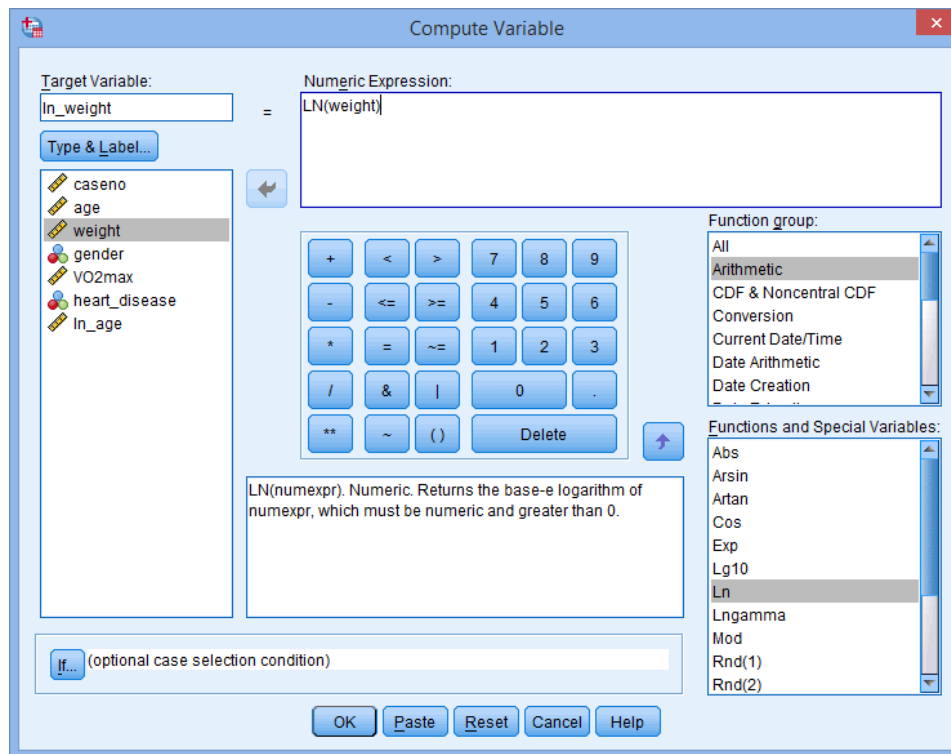 Compute Variable
Target Variable:
ln_weight
=
Numeric Expression:
LN(weight)
Type & Label...
caseno
age
weight
gender
VO2max
heart_disease
ln_age
+ < > 7 8 9
- <= >= 4 5 6
* = ~= 1 2 3
/ & | 0 .
** ~ ( ) Delete
LN(numexpr). Numeric. Returns the base-e logarithm of
numexpr, which must be numeric and greater than 0.
Function group:
All
Arithmetic
CDF & Noncentral CDF
Conversion
Current Date/Time
Date Arithmetic
Date Creation
Functions and Special Variables:
Abs
Arsin
Artan
Cos
Exp
Lg10
Ln
Lngamma
Mod
Rnd(1)
Rnd(2)
If... (optional case selection condition)
OK Paste Reset Cancel Help